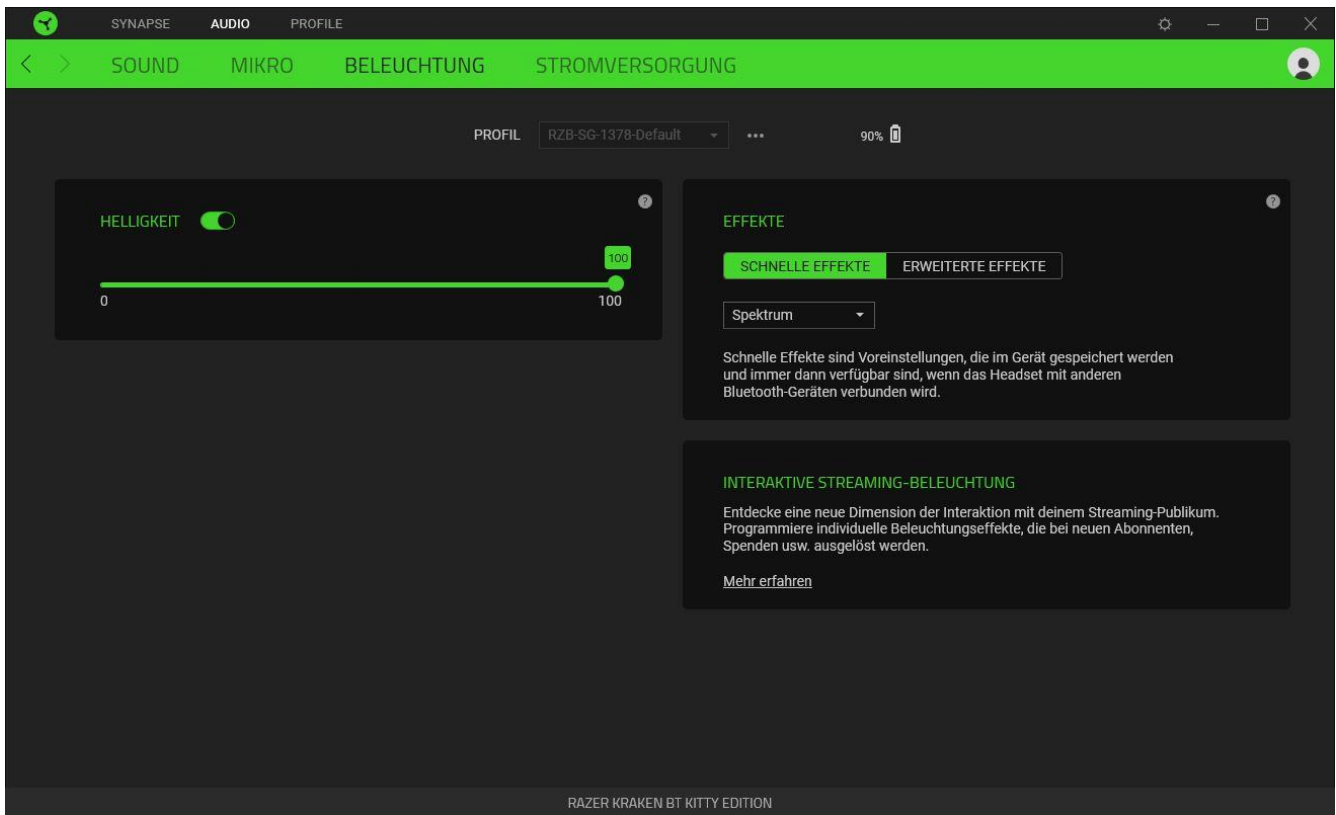 SYNAPSE AUDIO PROFILE
SOUND MIKRO BELEUCHTUNG STROMVERSORGUNG
PROFIL RZB-SG-1378-Default ••• 90%
HELLIGKEIT
100
0 100
EFFEKTE
SCHNELLE EFFEKTE ERWEITERTE EFFEKTE
Spektrum
Schnelle Effekte sind Voreinstellungen, die im Gerät gespeichert werden
und immer dann verfügbar sind, wenn das Headset mit anderen
Bluetooth-Geräten verbunden wird.
INTERAKTIVE STREAMING-BELEUCHTUNG
Entdecke eine neue Dimension der Interaktion mit deinem Streaming-Publikum.
Programmiere individuelle Beleuchtungseffekte, die bei neuen Abonnenten,
Spenden usw. ausgelöst werden.
Mehr erfahren
RAZER KRAKEN BT KITTY EDITION